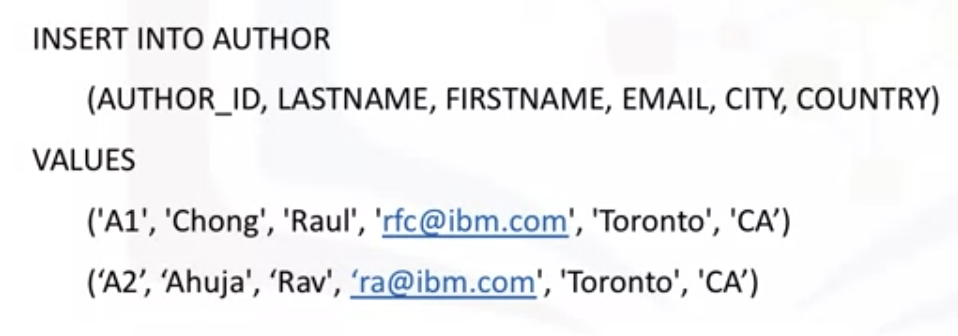 INSERT INTO AUTHOR
(AUTHOR_ID, LASTNAME, FIRSTNAME, EMAIL, CITY, COUNTRY)
VALUES
('A1', 'Chong', 'Raul', 'rfc@ibm.com', 'Toronto', 'CA’)
(‘A2’, ‘Ahuja', ‘Rav', ‘ra@ibm.com', 'Toronto', 'CA’)